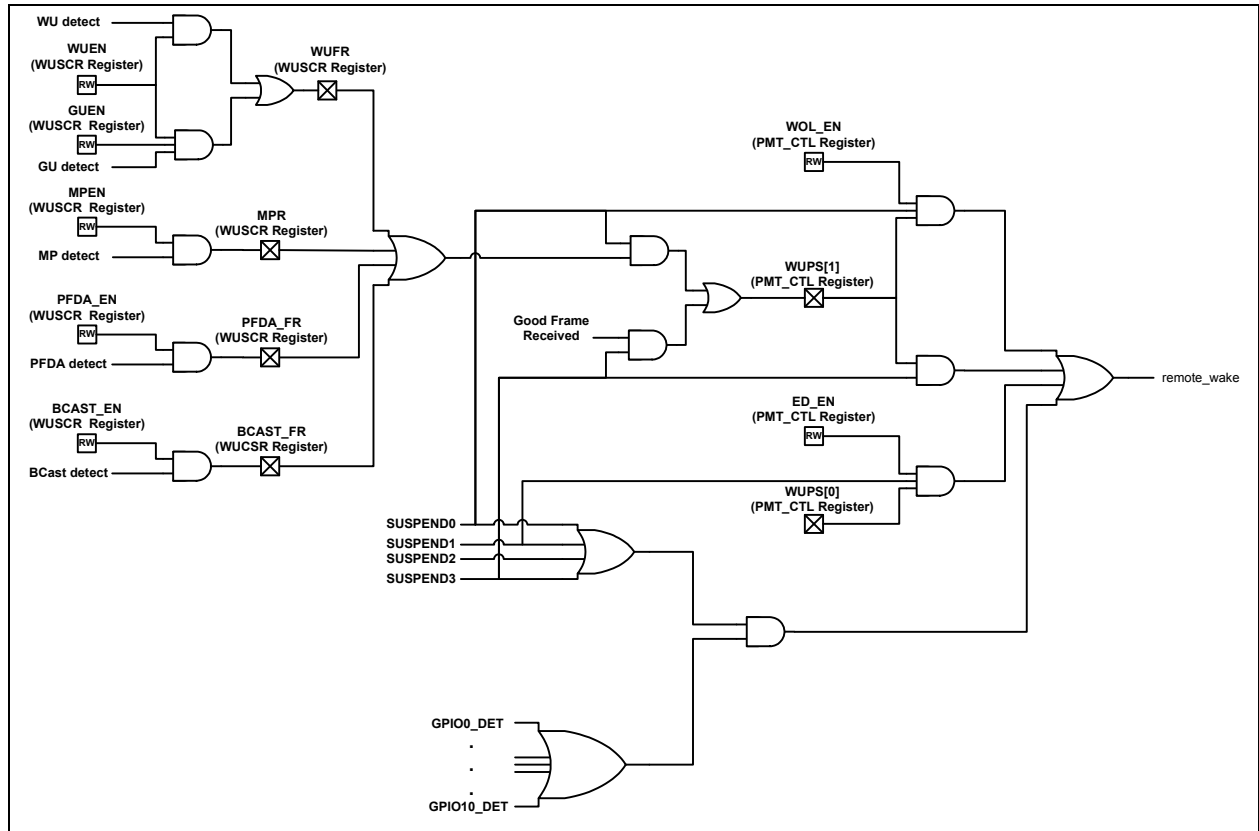 WU detect
WUEN
(WUSCR Register)
RW
GUEN
(WUSCR Register)
RW
GU detect
WUFR
(WUSCR Register)
MPEN
(WUSCR Register)
RW
MP detect
MPR
(WUSCR Register)
PFDA_EN
(WUSCR Register)
RW
PFDA detect
PFDA_FR
(WUSCR Register)
BCAST_EN
(WUSCR Register)
RW
BCast detect
BCAST_FR
(WUCSR Register)
Good Frame
Received
WOL_EN
(PMT_CTL Register)
RW
WUPS[1]
(PMT_CTL Register)
ED_EN
(PMT_CTL Register)
RW
WUPS[0]
(PMT_CTL Register)
remote_wake
SUSPEND0
SUSPEND1
SUSPEND2
SUSPEND3
GPIO0_DET
.
.
.
GPIO10_DET